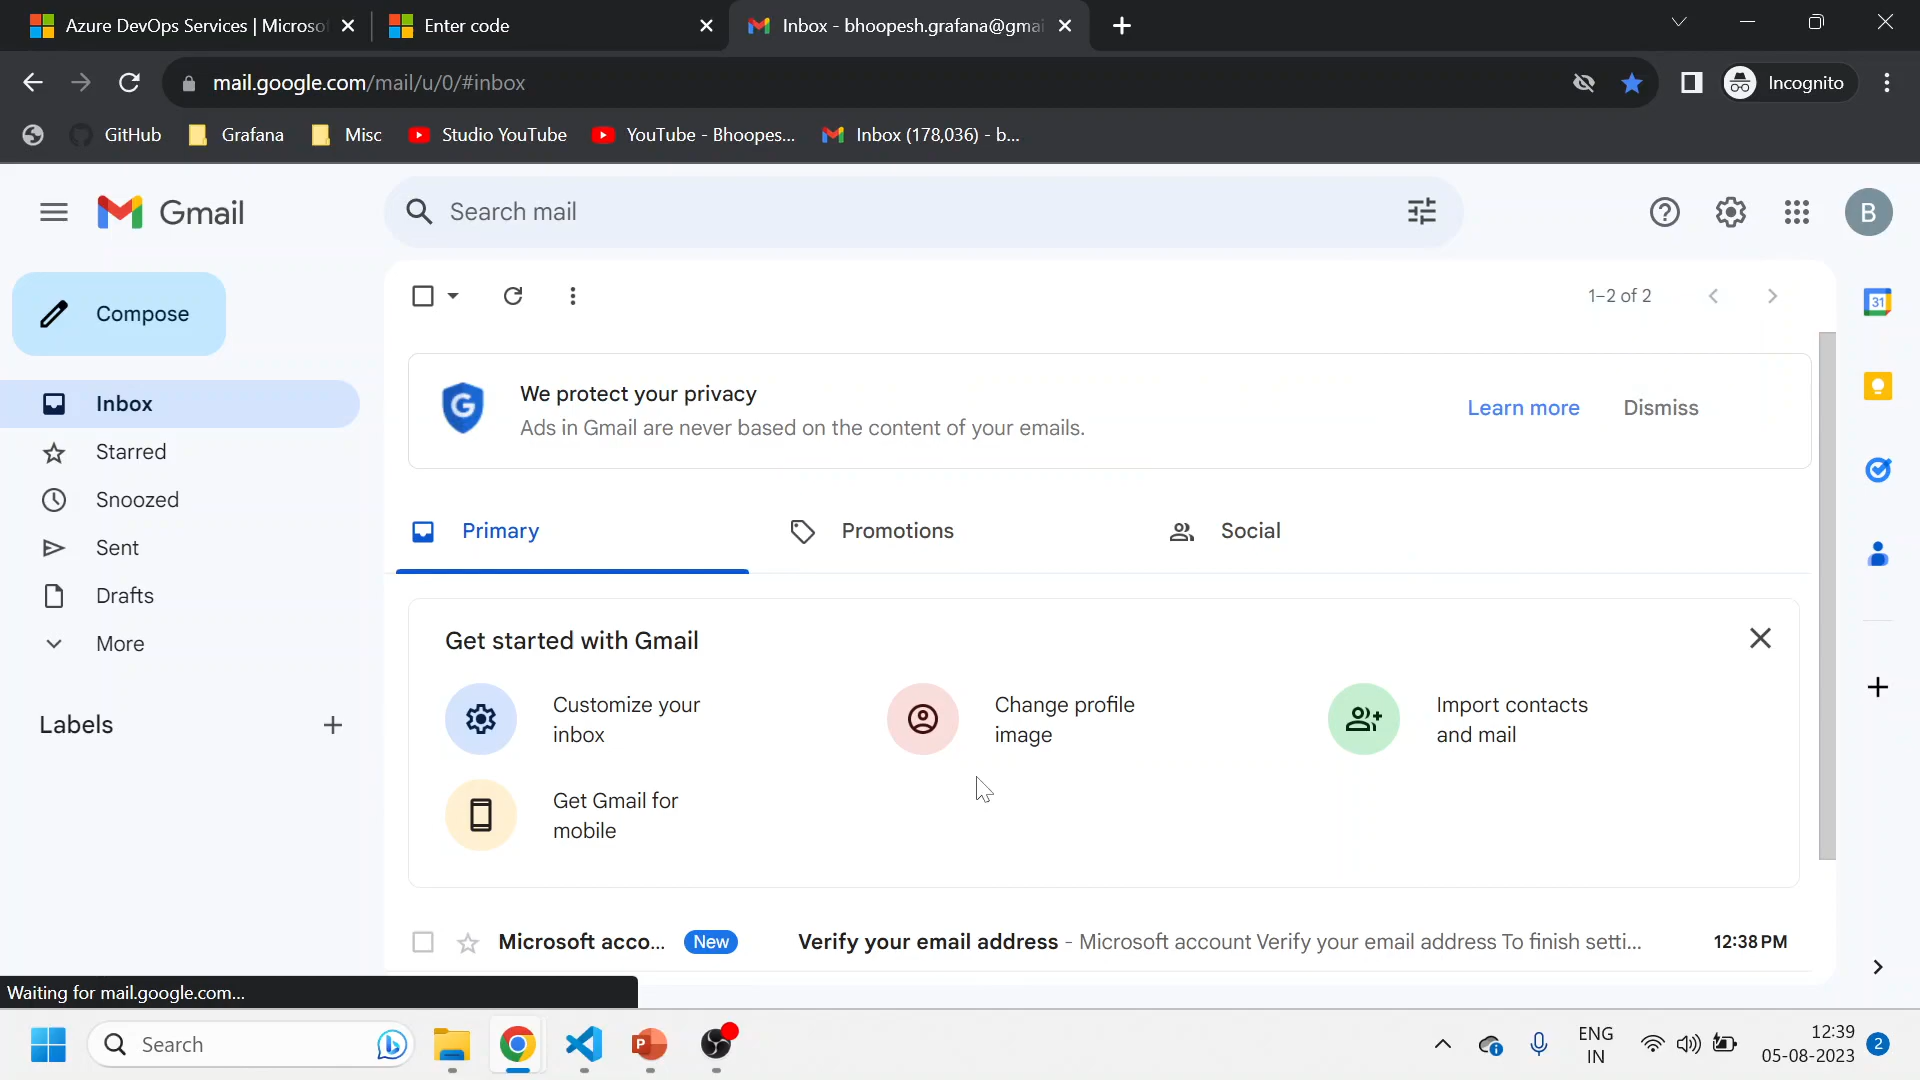 Azure DevOps Services | Microsof
Enter code
Inbox - bhoopesh.grafana@gmai
mail.google.com/mail/u/0/#inbox
Incognito
GitHub
Grafana
Misc
Studio YouTube
YouTube - Bhoopes...
Inbox (178,036) - b...
Gmail
Search mail
B
Compose
1–2 of 2
31
We protect your privacy
Ads in Gmail are never based on the content of your emails.
Learn more
Dismiss
Inbox
Starred
Snoozed
Sent
Drafts
More
Labels
Primary
Promotions
Social
Get started with Gmail
Customize your
inbox
Change profile
image
Import contacts
and mail
Get Gmail for
mobile
Microsoft acco...
New
Verify your email address - Microsoft account Verify your email address To finish setti...
12:38 PM
Waiting for mail.google.com...
Search
ENG
IN
12:39
05-08-2023
2